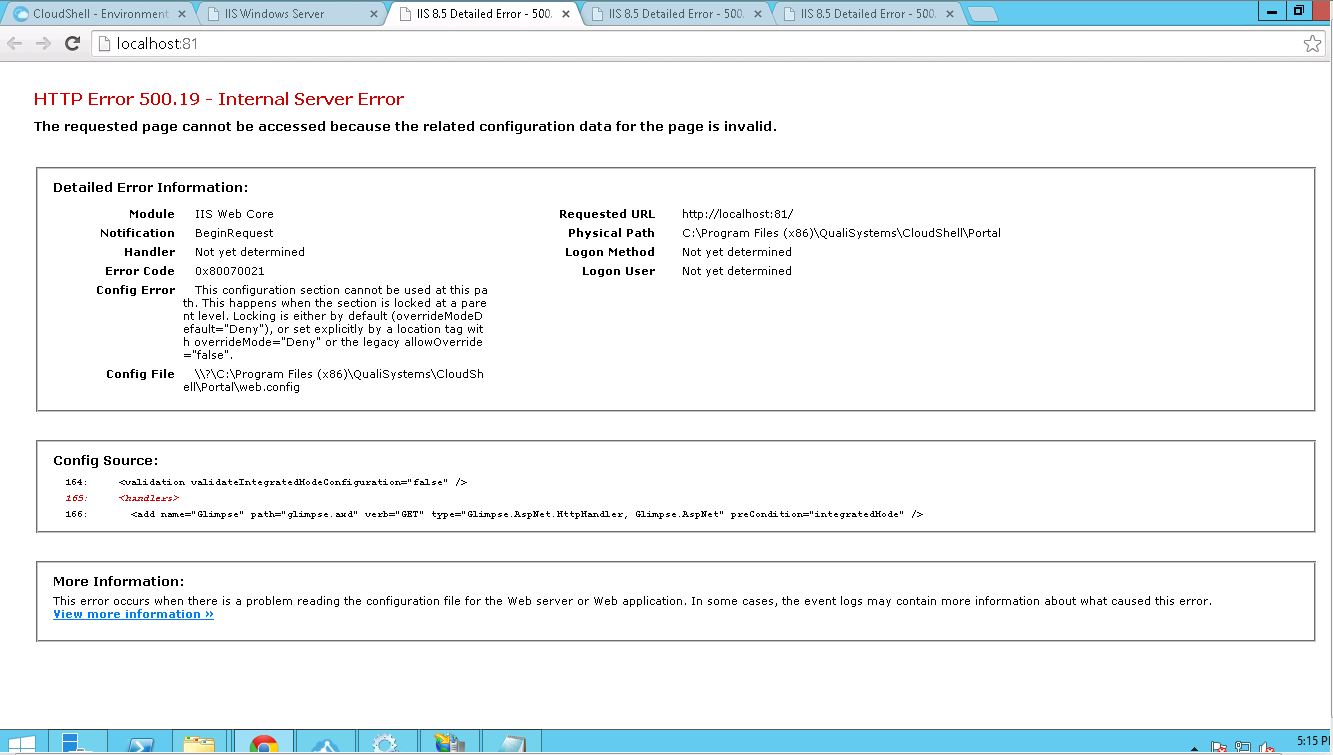 CloudShell - Environment
IIS Windows Server
IIS 8.5 Detailed Error - 500.
IIS 8.5 Detailed Error - 500.
IIS 8.5 Detailed Error - 500.
localhost:81
HTTP Error 500.19 - Internal Server Error
The requested page cannot be accessed because the related configuration data for the page is invalid.
Detailed Error Information:
Module IIS Web Core
Notification BeginRequest
Handler Not yet determined
Error Code 0x80070021
Config Error This configuration section cannot be used at this pa
th. This happens when the section is locked at a pare
nt level. Locking is either by default (overrideModeD
efault="Deny"), or set explicitly by a location tag wit
h overrideMode="Deny" or the legacy allowOverride
="false".
Config File \\?\C:\Program Files (x86)\QualiSystems\CloudSh
ell\Portal\web.config
Requested URL http://localhost:81/
Physical Path C:\Program Files (x86)\QualiSystems\CloudShell\Portal
Logon Method Not yet determined
Logon User Not yet determined
Config Source:
164: <validation validateIntegratedModeConfiguration="false" />
165: <handlers>
166: <add name="Glimpse" path="glimpse.axd" verb="GET" type="Glimpse.AspNet.HttpHandler, Glimpse.AspNet" preCondition="integratedMode" />
More Information:
This error occurs when there is a problem reading the configuration file for the Web server or Web application. In some cases, the event logs may contain more information about what caused this error.
View more information »
5:15 P